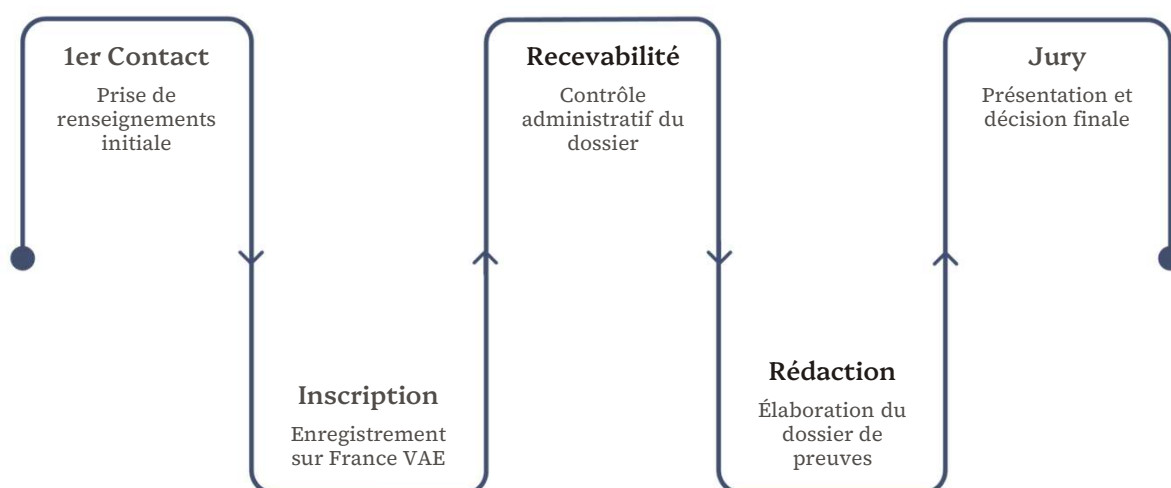 1er Contact
Prise de
renseignements
initiale
Inscription
Enregistrement
sur France VAE
Recevabilité
Contrôle
administratif du
dossier
Rédaction
Élaboration du
dossier de
preuves
Jury
Présentation et
décision finale